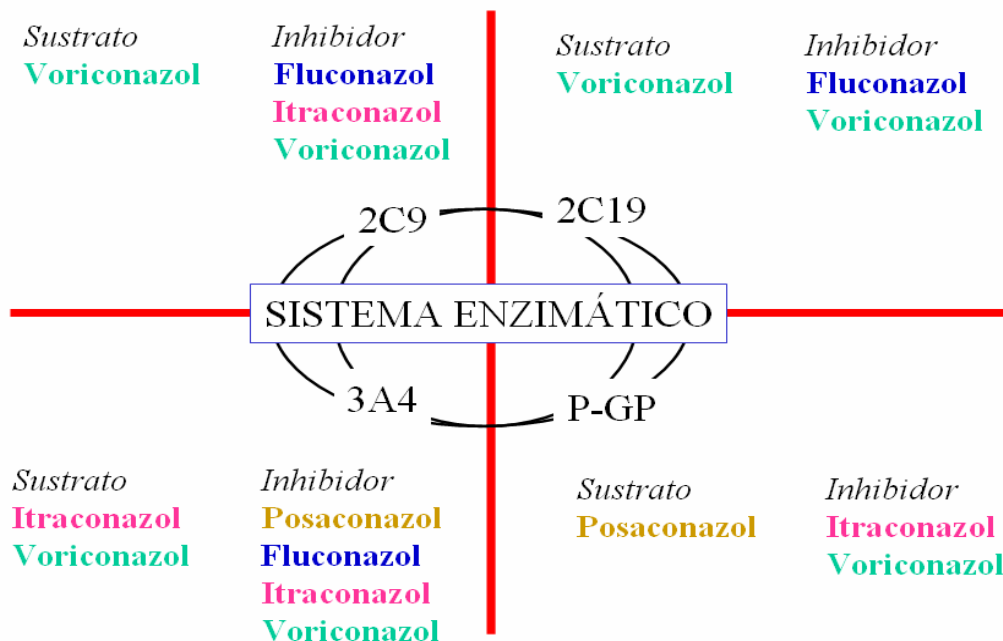 Sustrato
Voriconazol
Inhibidor
Fluconazol
Itraconazol
Voriconazol
Sustrato
Voriconazol
Inhibidor
Fluconazol
Voriconazol
2C9
2C19
SISTEMA ENZIMÁTICO
3A4
P-GP
Sustrato
Itraconazol
Voriconazol
Inhibidor
Posaconazol
Fluconazol
Itraconazol
Voriconazol
Sustrato
Posaconazol
Inhibidor
Itraconazol
Voriconazol